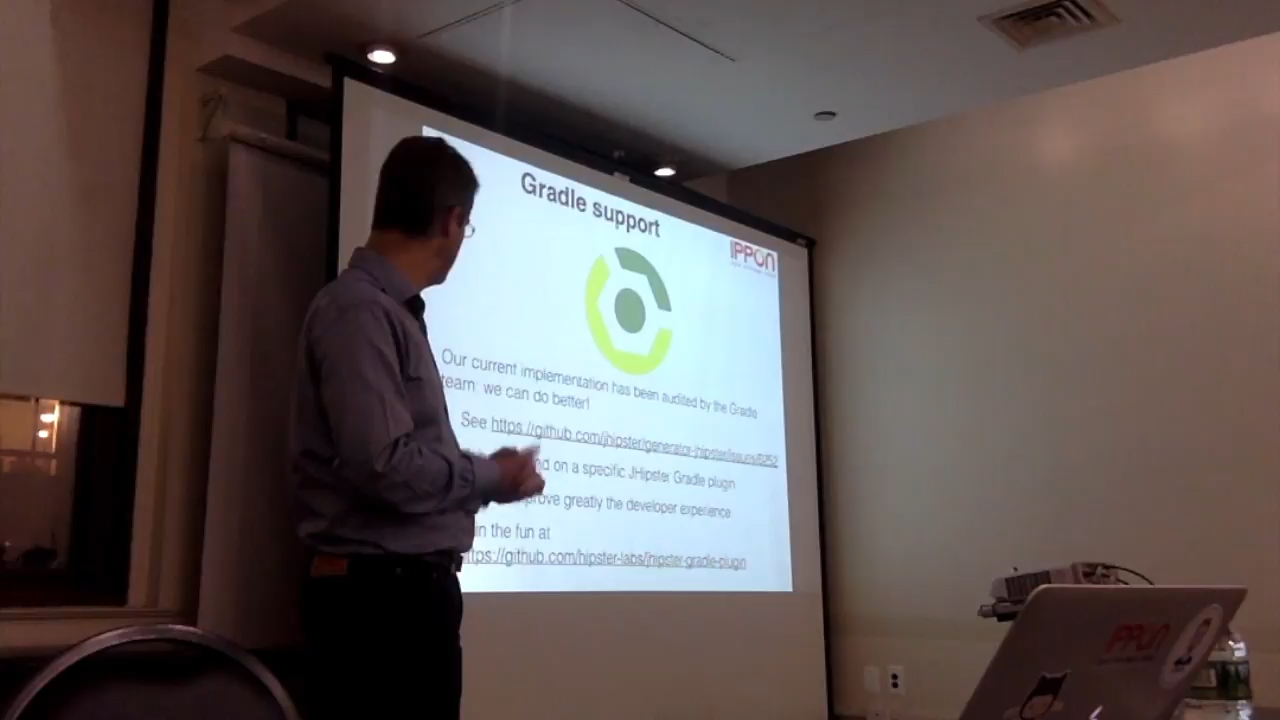 Gradle support
IPPON
Our current implementation has been audited by the Gradle
team: we can do better!
See https://github.com/jhipster/generator-jhipster/issues/6252
on a specific JHipster Gradle plugin
greatly the developer experience
in the fun at
https://github.com/hipster-labs/jhipster-gradle-plugin
IPPON